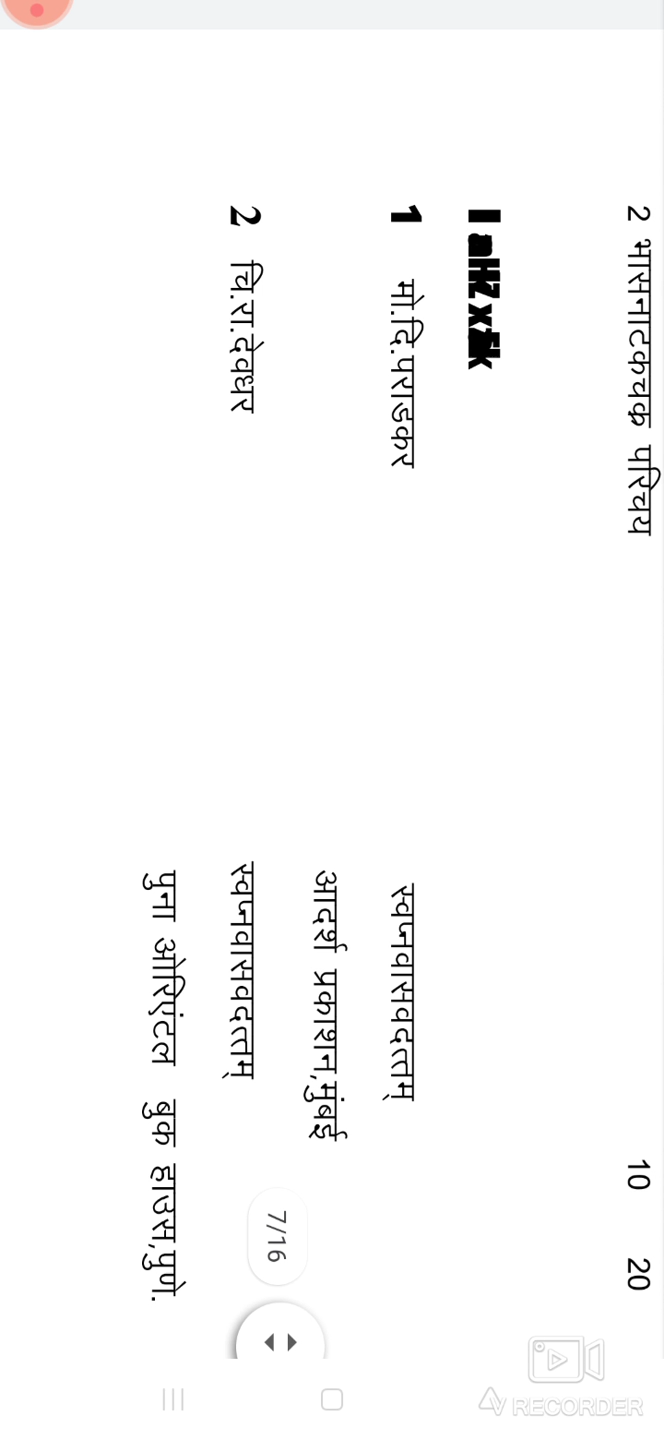 2 भासनाटकचक्र परिचय 10 20
1 मो.दि.पराडकर स्वप्नवासवदत्तम्
आदर्श प्रकाशन,मुंबई
2 चि.रा.देवधर स्वप्नवासवदत्तम्
पुना ओरिएंटल बुक हाउस,पुणे.
7/16
AV RECORDER